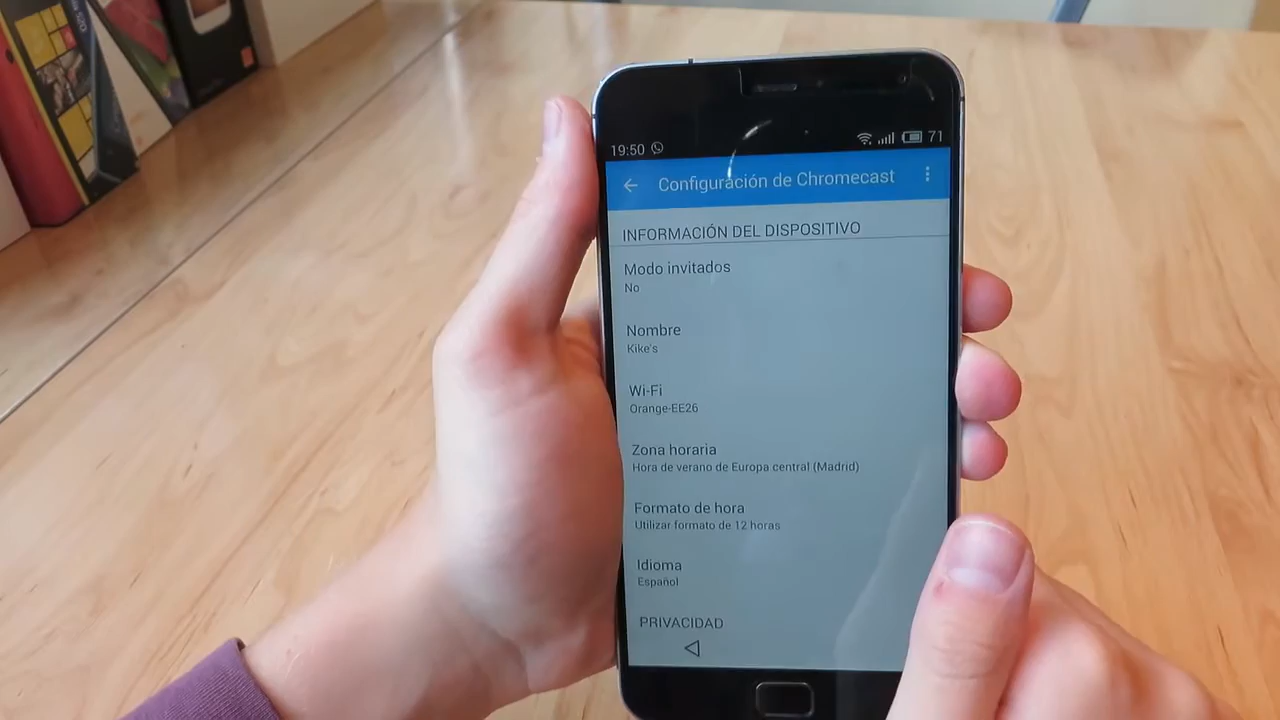 19:50
71
Configuración de Chromecast
INFORMACIÓN DEL DISPOSITIVO
Modo invitados
No
Nombre
Kike's
Wi-Fi
Orange-EE26
Zona horaria
Hora de verano de Europa central (Madrid)
Formato de hora
Utilizar formato de 12 horas
Idioma
Español
PRIVACIDAD